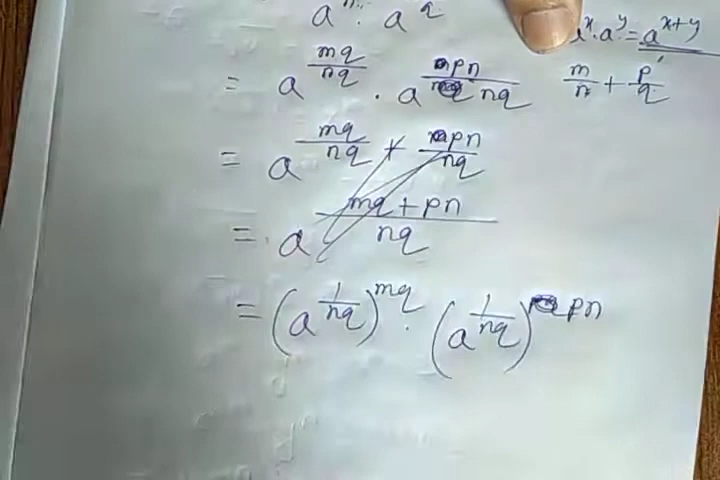 a^x · a^y = a^{x+y}
= a^{mq/nq} · a^{pn/nq} m/n + p/q
= a^{mq/nq + pn/nq}
= a^{(mq + pn)/nq}
= (a^{1/nq})^{mq} · (a^{1/nq})^{pn}